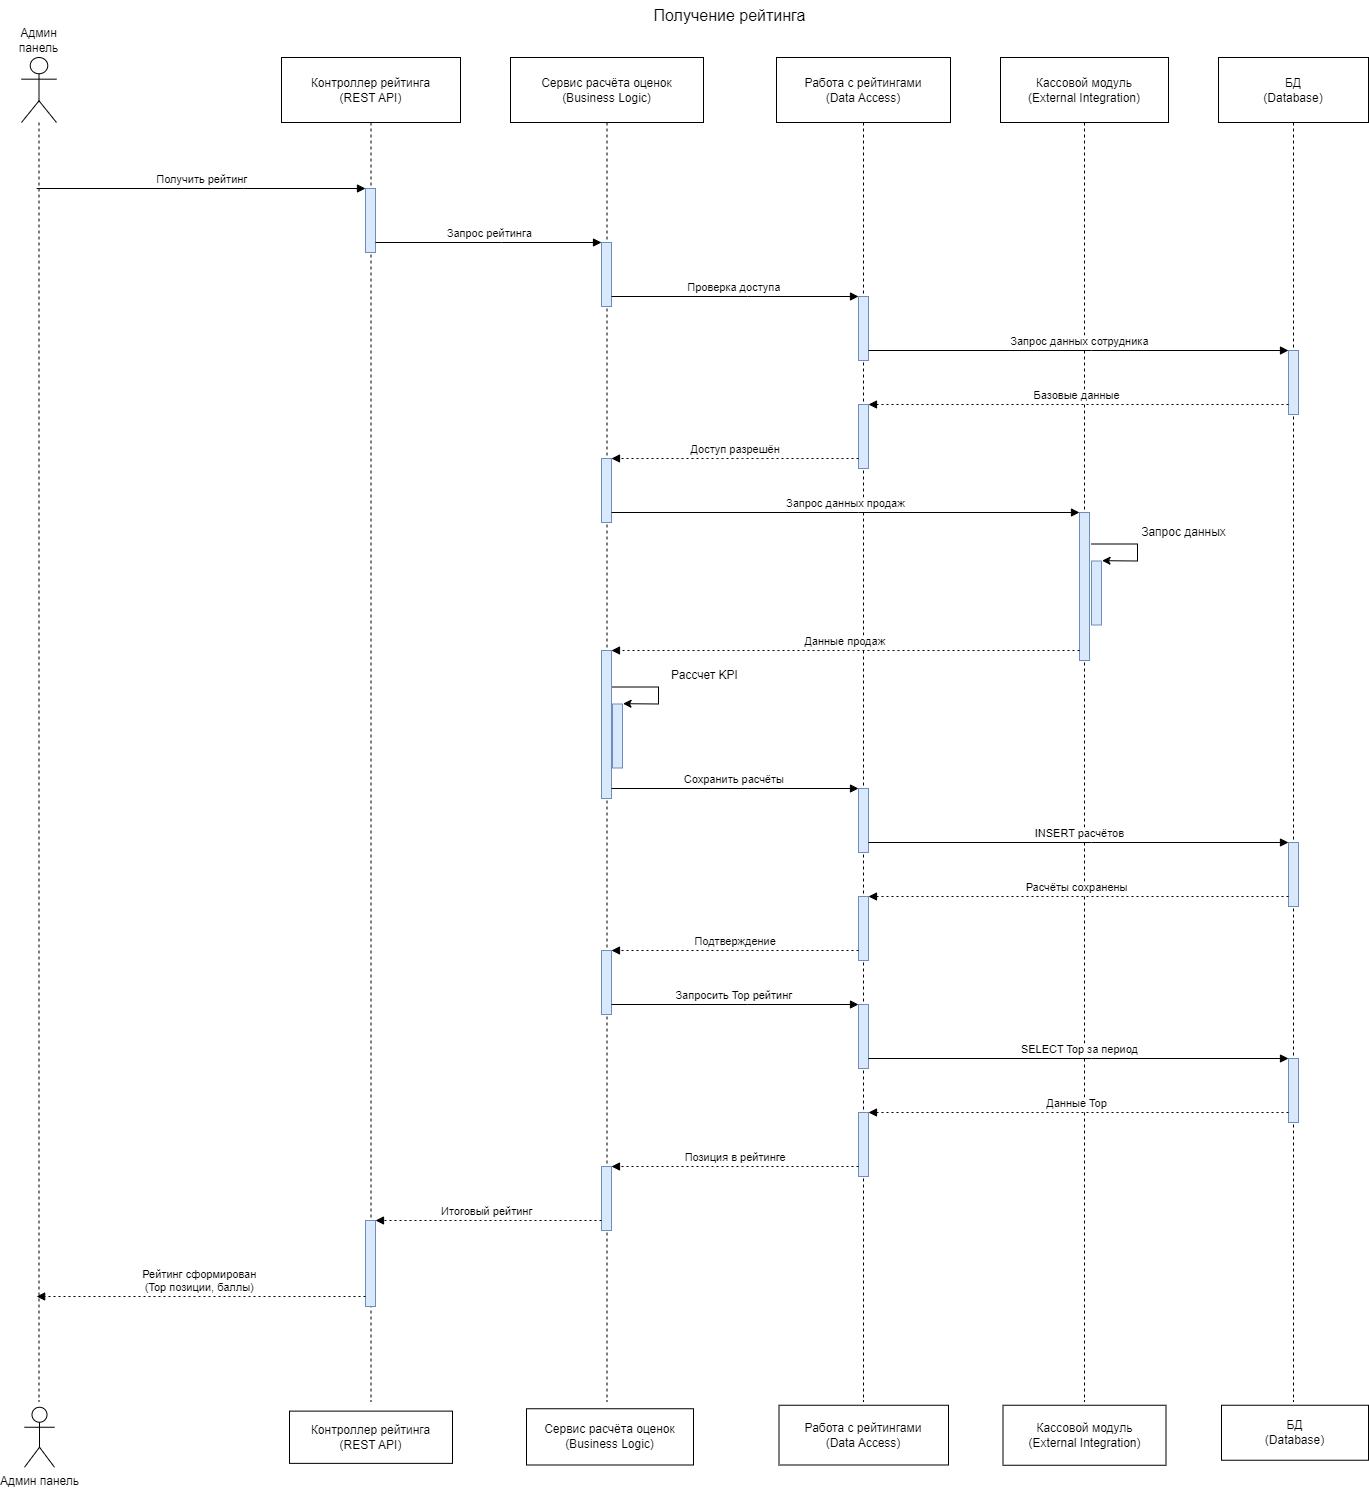 Получение рейтинга
Админ
панель
Контроллер рейтинга
(REST API)
Сервис расчёта оценок
(Business Logic)
Работа с рейтингами
(Data Access)
Кассовой модуль
(External Integration)
БД
(Database)
Получить рейтинг
Запрос рейтинга
Проверка доступа
Запрос данных сотрудника
Базовые данные
Доступ разрешён
Запрос данных продаж
Запрос данных
Данные продаж
Рассчет KPI
Сохранить расчёты
INSERT расчётов
Расчёты сохранены
Подтверждение
Запросить Top рейтинг
SELECT Top за период
Данные Top
Позиция в рейтинге
Итоговый рейтинг
Рейтинг сформирован
(Top позиции, баллы)
Админ панель
Контроллер рейтинга
(REST API)
Сервис расчёта оценок
(Business Logic)
Работа с рейтингами
(Data Access)
Кассовой модуль
(External Integration)
БД
(Database)